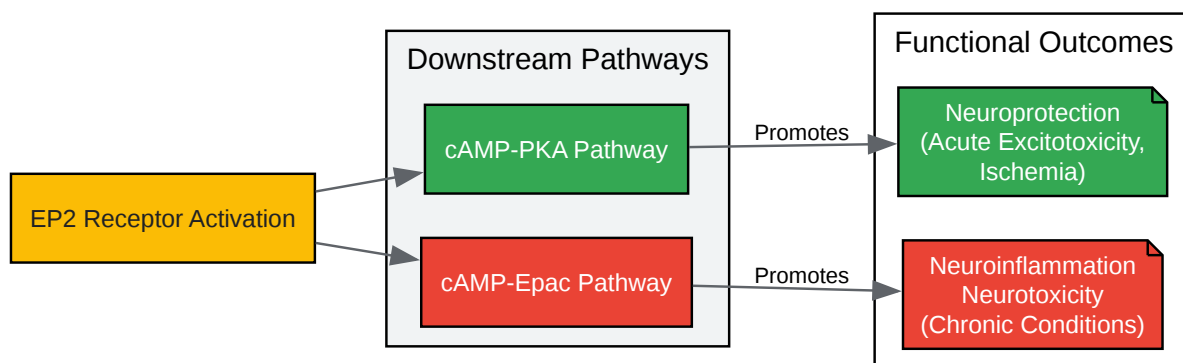 Functional Outcomes
Downstream Pathways
Neuroprotection
(Acute Excitotoxicity,
Ischemia)
Promotes
cAMP-PKA Pathway
EP2 Receptor Activation
Neuroinflammation
Neurotoxicity
(Chronic Conditions)
Promotes
cAMP-Epac Pathway